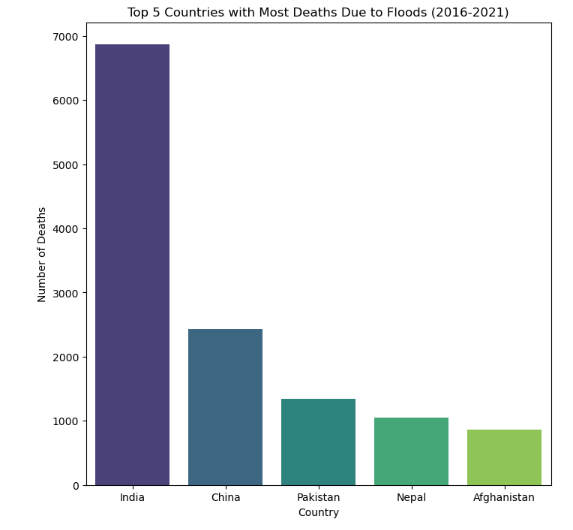 Top 5 Countries with Most Deaths Due to Floods (2016-2021)
7000
6000
5000
4000
3000
2000
1000
0
Number of Deaths
India China Pakistan Nepal Afghanistan
Country